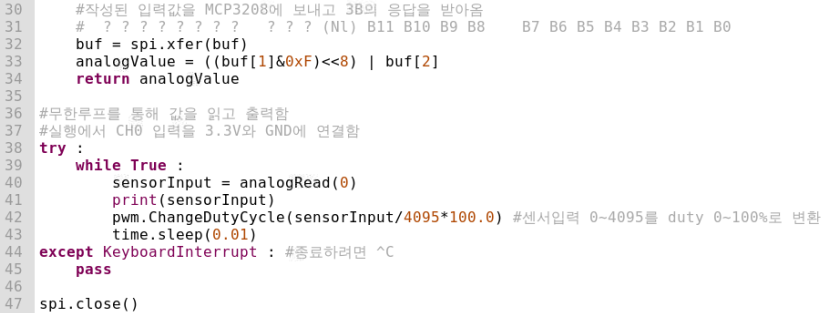 30     #작성된 입력값을 MCP3208에 보내고 3B의 응답을 받아옴
31     #  ? ? ? ? ? ? ? ?   ? ? ? (Nl) B11 B10 B9 B8    B7 B6 B5 B4 B3 B2 B1 B0
32     buf = spi.xfer(buf)
33     analogValue = ((buf[1]&0xF)<<8) | buf[2]
34     return analogValue
35
36 #무한루프를 통해 값을 읽고 출력함
37 #실행에서 CH0 입력을 3.3V와 GND에 연결함
38 try :
39     while True :
40         sensorInput = analogRead(0)
41         print(sensorInput)
42         pwm.ChangeDutyCycle(sensorInput/4095*100.0) #센서입력 0~4095를 duty 0~100%로 변환
43         time.sleep(0.01)
44 except KeyboardInterrupt : #종료하려면 ^C
45     pass
46
47 spi.close()